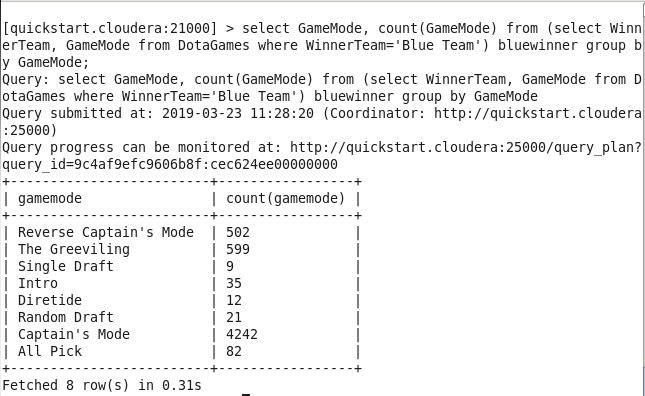 [quickstart.cloudera:21000] > select GameMode, count(GameMode) from (select Winn
erTeam, GameMode from DotaGames where WinnerTeam='Blue Team') bluewinner group b
y GameMode;
Query: select GameMode, count(GameMode) from (select WinnerTeam, GameMode from D
otaGames where WinnerTeam='Blue Team') bluewinner group by GameMode
Query submitted at: 2019-03-23 11:28:20 (Coordinator: http://quickstart.cloudera
:25000)
Query progress can be monitored at: http://quickstart.cloudera:25000/query_plan?
query_id=9c4af9efc9606b8f:cec624ee00000000
+------------------------+-----------------+
| gamemode               | count(gamemode) |
+------------------------+-----------------+
| Reverse Captain's Mode | 502             |
| The Greeviling         | 599             |
| Single Draft           | 9               |
| Intro                  | 35              |
| Diretide               | 12              |
| Random Draft           | 21              |
| Captain's Mode         | 4242            |
| All Pick               | 82              |
+------------------------+-----------------+
Fetched 8 row(s) in 0.31s